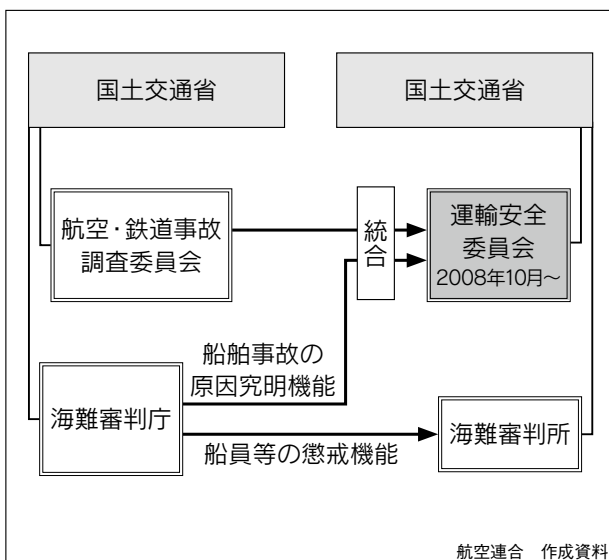 国土交通省
国土交通省
航空・鉄道事故
調査委員会
統合
運輸安全
委員会
2008年10月～
船舶事故の
原因究明機能
海難審判庁
船員等の懲戒機能
海難審判所
航空連合　作成資料